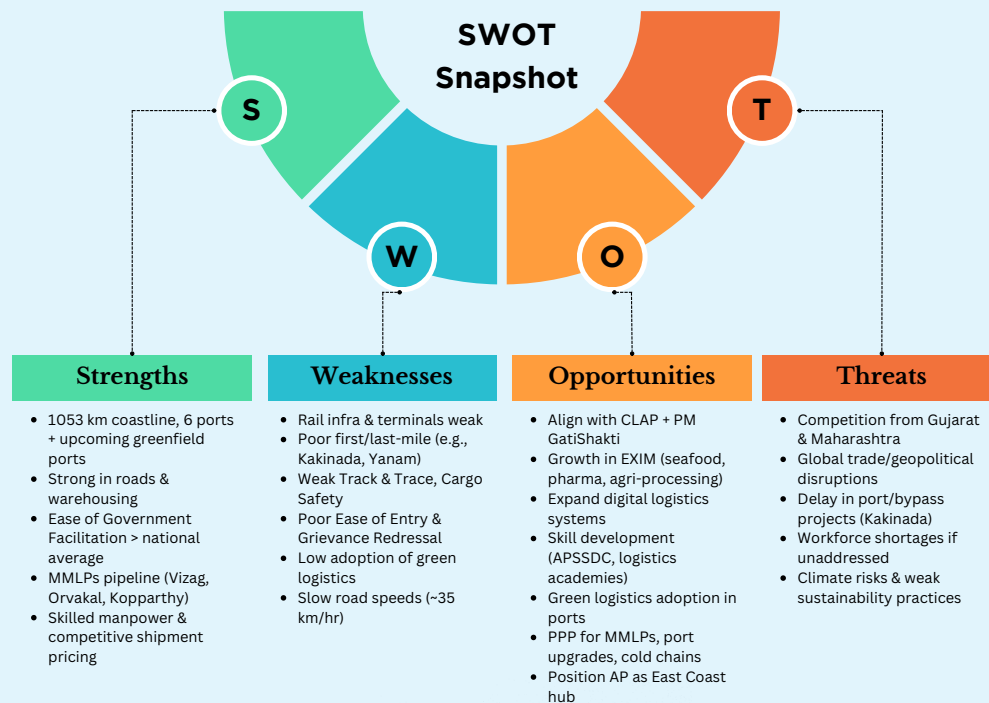 SWOT
Snapshot
S
T
W
O
Strengths
1053 km coastline, 6 ports
+ upcoming greenfield
ports
Strong in roads &
warehousing
Ease of Government
Facilitation > national
average
MMLPs pipeline (Vizag,
Orvakal, Kopparthy)
Skilled manpower &
competitive shipment
pricing
Weaknesses
Rail infra & terminals weak
Poor first/last-mile (e.g.,
Kakinada, Yanam)
Weak Track & Trace, Cargo
Safety
Poor Ease of Entry &
Grievance Redressal
Low adoption of green
logistics
Slow road speeds (~35
km/hr)
Opportunities
Align with CLAP + PM
GatiShakti
Growth in EXIM (seafood,
pharma, agri-processing)
Expand digital logistics
systems
Skill development
(APSSDC, logistics
academies)
Green logistics adoption in
ports
PPP for MMLPs, port
upgrades, cold chains
Position AP as East Coast
hub
Threats
Competition from Gujarat
& Maharashtra
Global trade/geopolitical
disruptions
Delay in port/bypass
projects (Kakinada)
Workforce shortages if
unaddressed
Climate risks & weak
sustainability practices